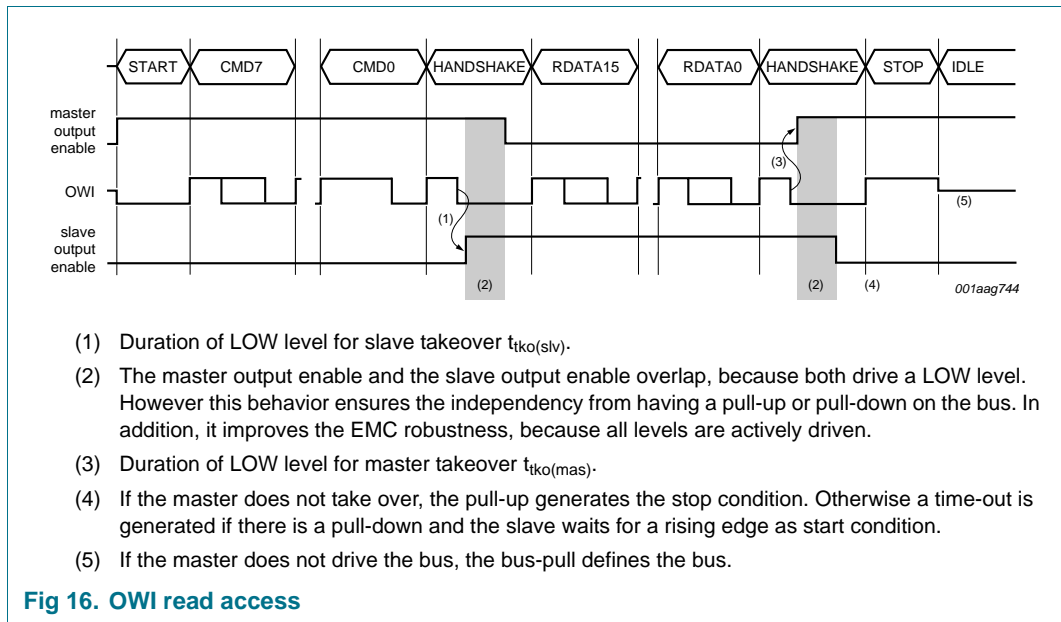 START CMD7 CMD0 HANDSHAKE RDATA15 RDATA0 HANDSHAKE STOP IDLE
master
output
enable
(3)
OWI
(1)
(5)
slave
output
enable
(2) (2) (4)
001aag744
(1) Duration of LOW level for slave takeover ttko(slv).
(2) The master output enable and the slave output enable overlap, because both drive a LOW level.
However this behavior ensures the independency from having a pull-up or pull-down on the bus. In
addition, it improves the EMC robustness, because all levels are actively driven.
(3) Duration of LOW level for master takeover ttko(mas).
(4) If the master does not take over, the pull-up generates the stop condition. Otherwise a time-out is
generated if there is a pull-down and the slave waits for a rising edge as start condition.
(5) If the master does not drive the bus, the bus-pull defines the bus.
Fig 16. OWI read access